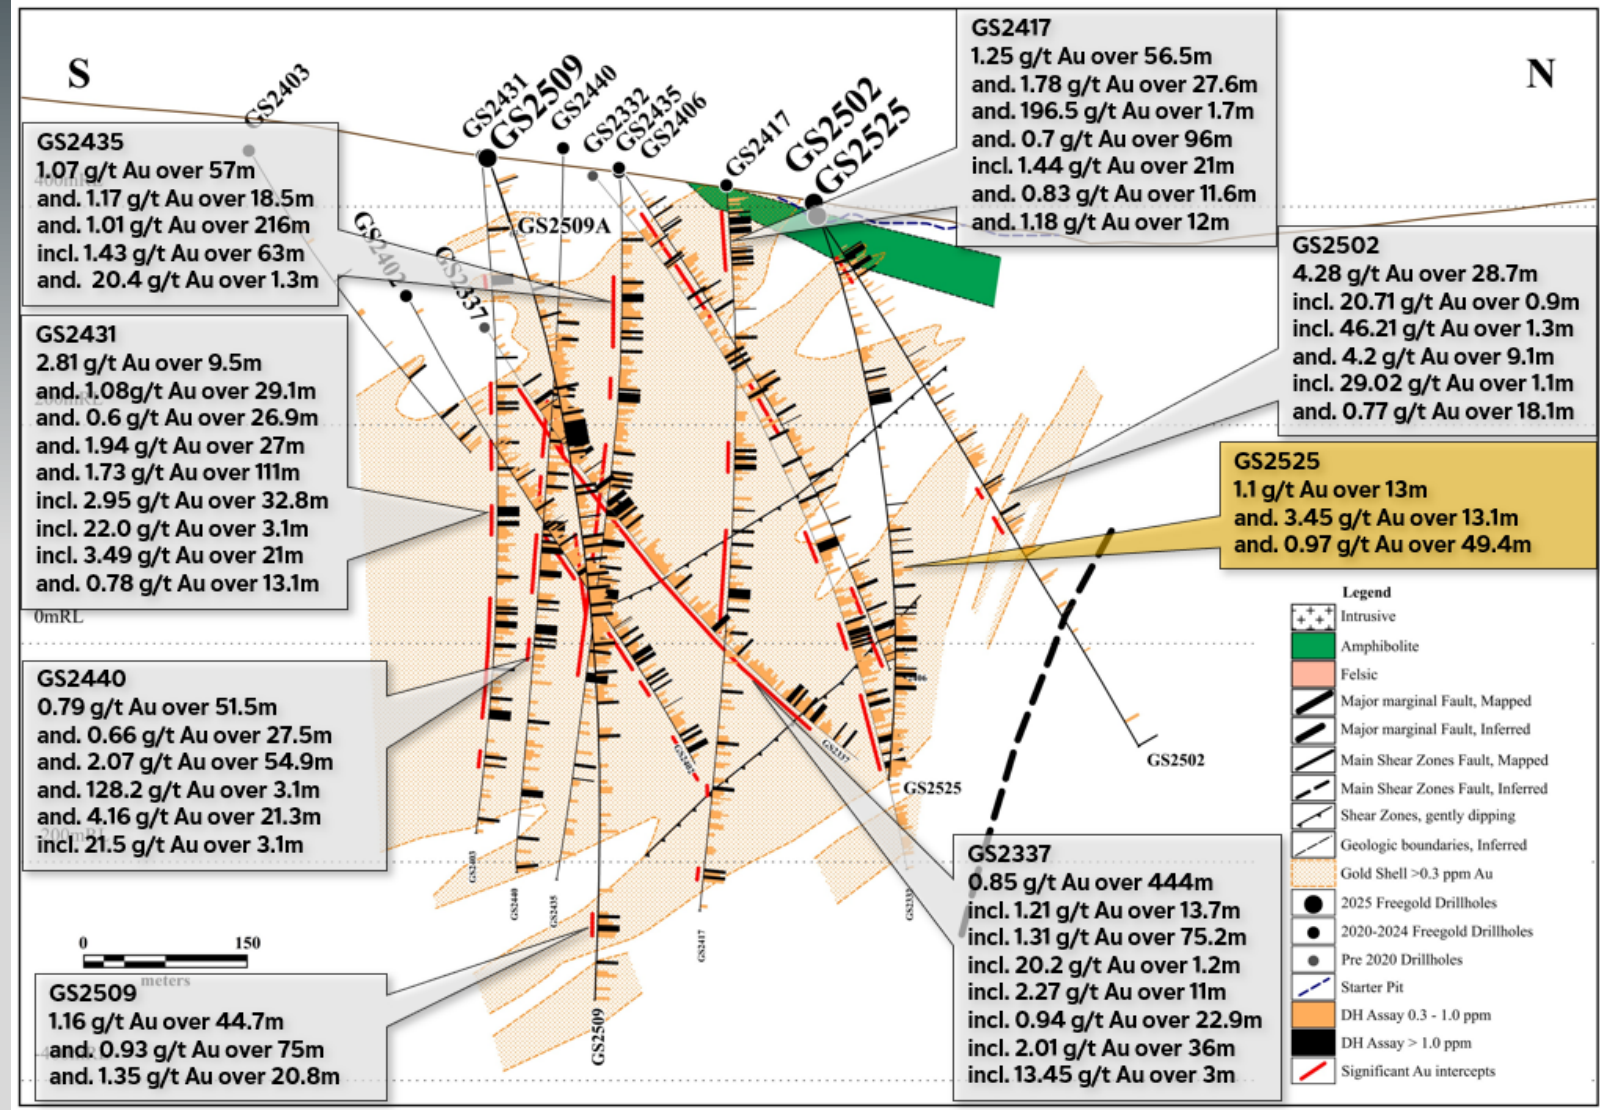 S
N
GS2403
GS2431
GS2509
GS2440
GS2332
GS2435
GS2406
GS2417
GS2502
GS2525
GS2509A
GS2402
GS2337
GS2435
1.07 g/t Au over 57m
and. 1.17 g/t Au over 18.5m
and. 1.01 g/t Au over 216m
incl. 1.43 g/t Au over 63m
and. 20.4 g/t Au over 1.3m
400mRL
GS2431
2.81 g/t Au over 9.5m
and. 1.08g/t Au over 29.1m
and. 0.6 g/t Au over 26.9m
and. 1.94 g/t Au over 27m
and. 1.73 g/t Au over 111m
incl. 2.95 g/t Au over 32.8m
incl. 22.0 g/t Au over 3.1m
incl. 3.49 g/t Au over 21m
and. 0.78 g/t Au over 13.1m
200mRL
0mRL
GS2440
0.79 g/t Au over 51.5m
and. 0.66 g/t Au over 27.5m
and. 2.07 g/t Au over 54.9m
and. 128.2 g/t Au over 3.1m
and. 4.16 g/t Au over 21.3m
incl. 21.5 g/t Au over 3.1m
-200mRL
0 150
meters
GS2509
1.16 g/t Au over 44.7m
and. 0.93 g/t Au over 75m
and. 1.35 g/t Au over 20.8m
GS2417
1.25 g/t Au over 56.5m
and. 1.78 g/t Au over 27.6m
and. 196.5 g/t Au over 1.7m
and. 0.7 g/t Au over 96m
incl. 1.44 g/t Au over 21m
and. 0.83 g/t Au over 11.6m
and. 1.18 g/t Au over 12m
GS2502
4.28 g/t Au over 28.7m
incl. 20.71 g/t Au over 0.9m
incl. 46.21 g/t Au over 1.3m
and. 4.2 g/t Au over 9.1m
incl. 29.02 g/t Au over 1.1m
and. 0.77 g/t Au over 18.1m
GS2525
1.1 g/t Au over 13m
and. 3.45 g/t Au over 13.1m
and. 0.97 g/t Au over 49.4m
GS2337
0.85 g/t Au over 444m
incl. 1.21 g/t Au over 13.7m
incl. 1.31 g/t Au over 75.2m
incl. 20.2 g/t Au over 1.2m
incl. 2.27 g/t Au over 11m
incl. 0.94 g/t Au over 22.9m
incl. 2.01 g/t Au over 36m
incl. 13.45 g/t Au over 3m
GS2403
GS2440
GS2435
GS2509
GS2402
GS2417
GS2337
GS2525
GS2502
Legend
Intrusive
Amphibolite
Felsic
Major marginal Fault, Mapped
Major marginal Fault, Inferred
Main Shear Zones Fault, Mapped
Main Shear Zones Fault, Inferred
Shear Zones, gently dipping
Geologic boundaries, Inferred
Gold Shell >0.3 ppm Au
2025 Freegold Drillholes
2020-2024 Freegold Drillholes
Pre 2020 Drillholes
Starter Pit
DH Assay 0.3 - 1.0 ppm
DH Assay > 1.0 ppm
Significant Au intercepts